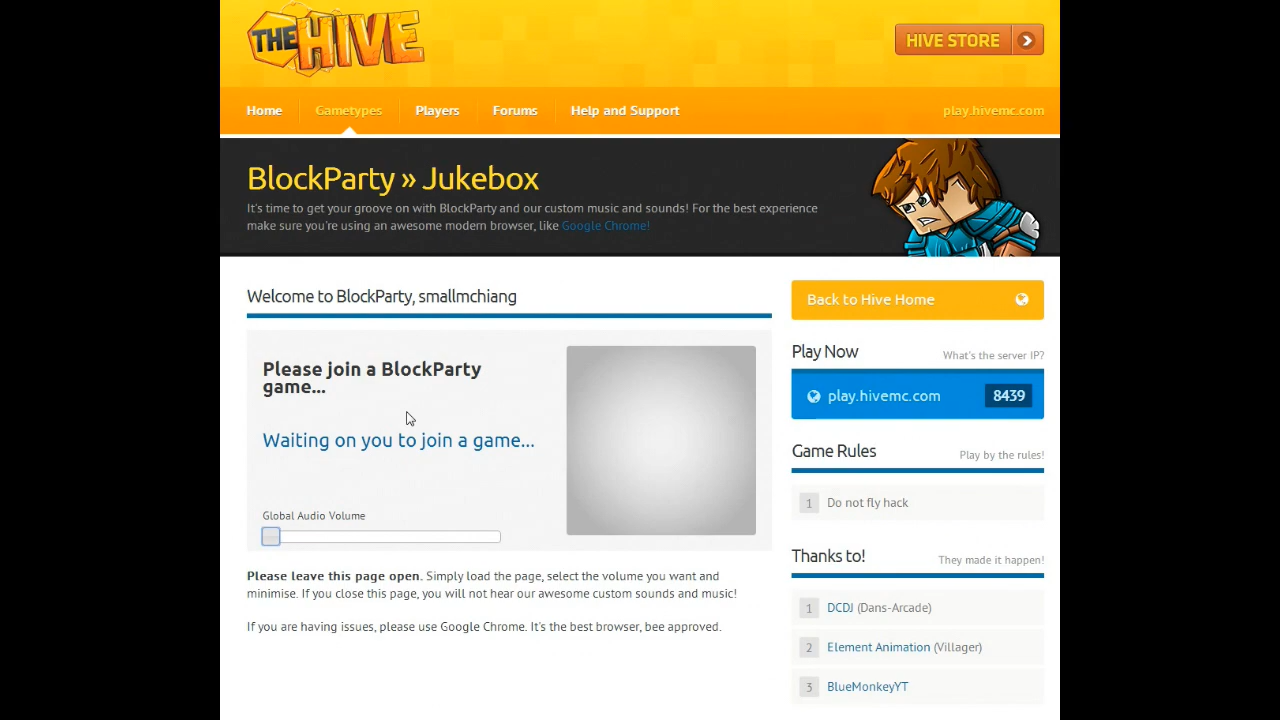 THE HIVE
HIVE STORE
Home
Gametypes
Players
Forums
Help and Support
play.hivemc.com
BlockParty » Jukebox
It's time to get your groove on with BlockParty and our custom music and sounds! For the best experience
make sure you're using an awesome modern browser, like Google Chrome!
Welcome to BlockParty, smallmchiang
Please join a BlockParty
game...
Waiting on you to join a game...
Global Audio Volume
Please leave this page open. Simply load the page, select the volume you want and
minimise. If you close this page, you will not hear our awesome custom sounds and music!
If you are having issues, please use Google Chrome. It's the best browser, bee approved.
Back to Hive Home
Play Now
What's the server IP?
play.hivemc.com 8439
Game Rules
Play by the rules!
1 Do not fly hack
Thanks to!
They made it happen!
1 DCDJ (Dans-Arcade)
2 Element Animation (Villager)
3 BlueMonkeyYT